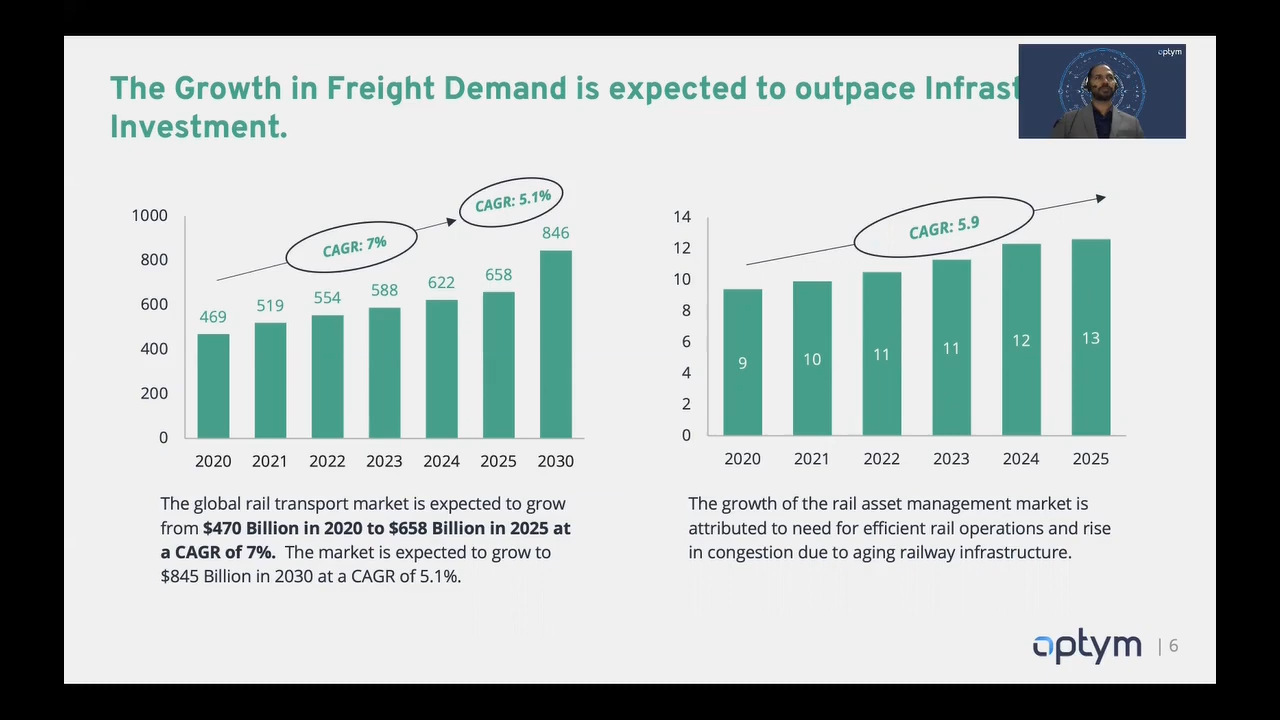 The Growth in Freight Demand is expected to outpace
Investment.
optym
1000
800
600
400
200
0
CAGR: 7%
CAGR: 5.1%
469
519
554
588
622
658
846
2020 2021 2022 2023 2024 2025 2030
The global rail transport market is expected to grow
from $470 Billion in 2020 to $658 Billion in 2025 at
a CAGR of 7%. The market is expected to grow to
$845 Billion in 2030 at a CAGR of 5.1%.
14
12
10
8
6
4
2
0
CAGR: 5.9
9
10
11
11
12
13
2020 2021 2022 2023 2024 2025
The growth of the rail asset management market is
attributed to need for efficient rail operations and rise
in congestion due to aging railway infrastructure.
optym | 6